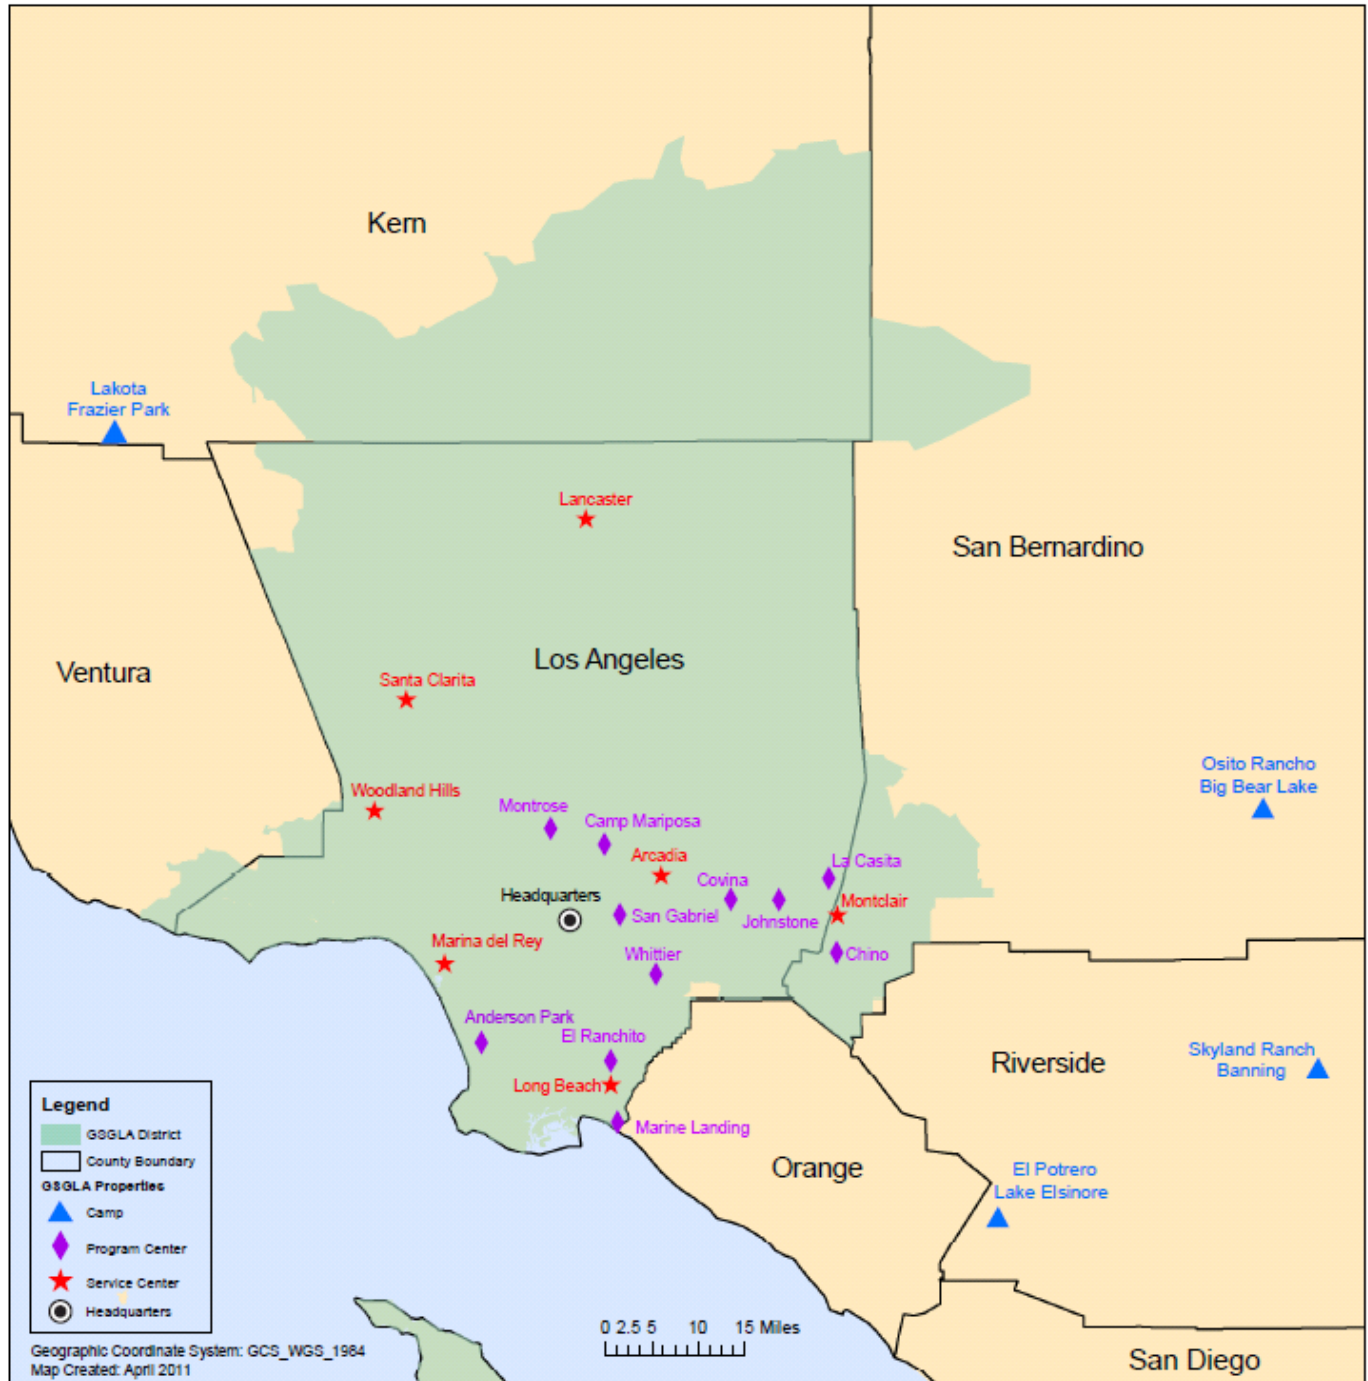 Kern
Lakota
Frazier Park
Lancaster
San Bernardino
Los Angeles
Ventura
Santa Clarita
Osito Rancho
Big Bear Lake
Woodland Hills
Montrose
Camp Mariposa
Arcadia
La Casita
Covina
Headquarters
Montclair
San Gabriel
Johnstone
Marina del Rey
Whittier
Chino
Anderson Park
El Ranchito
Riverside
Skyland Ranch
Banning
Long Beach
Marine Landing
Orange
El Potrero
Lake Elsinore
Legend
GSGLA District
County Boundary
GSGLA Properties
Camp
Program Center
Service Center
Headquarters
0 2.5 5 10 15 Miles
Geographic Coordinate System: GCS_WGS_1984
Map Created: April 2011
San Diego